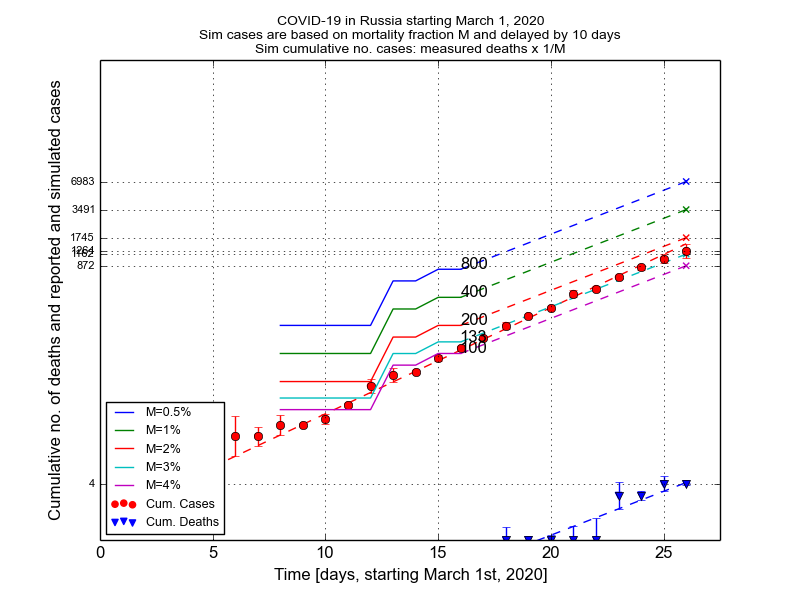 COVID-19 in Russia starting March 1, 2020
Sim cases are based on mortality fraction M and delayed by 10 days
Sim cumulative no. cases: measured deaths x 1/M
Cumulative no. of deaths and reported and simulated cases
6983
3491
1745
1264
1162
872
4
800
400
200
133
100
M=0.5%
M=1%
M=2%
M=3%
M=4%
Cum. Cases
Cum. Deaths
0 5 10 15 20 25
Time [days, starting March 1st, 2020]